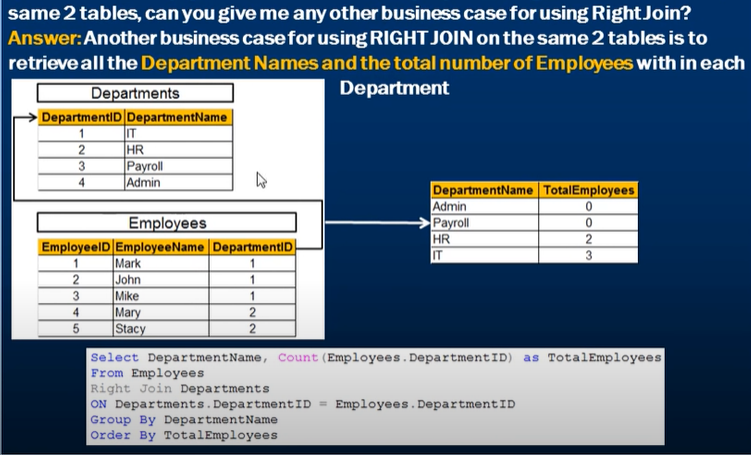 same 2 tables, can you give me any other business case for using Right Join?
Answer: Another business case for using RIGHT JOIN on the same 2 tables is to
retrieve all the Department Names and the total number of Employees with in each
Department
Departments
DepartmentID DepartmentName
1 IT
2 HR
3 Payroll
4 Admin
Employees
EmployeeID EmployeeName DepartmentID
1 Mark 1
2 John 1
3 Mike 1
4 Mary 2
5 Stacy 2
DepartmentName TotalEmployees
Admin 0
Payroll 0
HR 2
IT 3
Select DepartmentName, Count(Employees.DepartmentID) as TotalEmployees
From Employees
Right Join Departments
ON Departments.DepartmentID = Employees.DepartmentID
Group By DepartmentName
Order By TotalEmployees